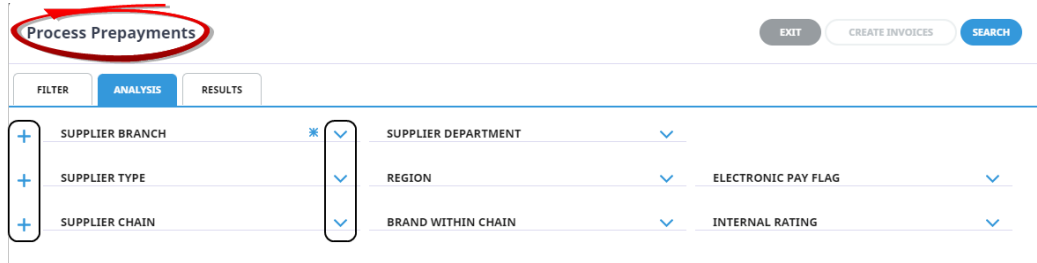 Process Prepayments
EXIT
CREATE INVOICES
SEARCH
FILTER
ANALYSIS
RESULTS
SUPPLIER BRANCH
SUPPLIER DEPARTMENT
SUPPLIER TYPE
REGION
ELECTRONIC PAY FLAG
SUPPLIER CHAIN
BRAND WITHIN CHAIN
INTERNAL RATING